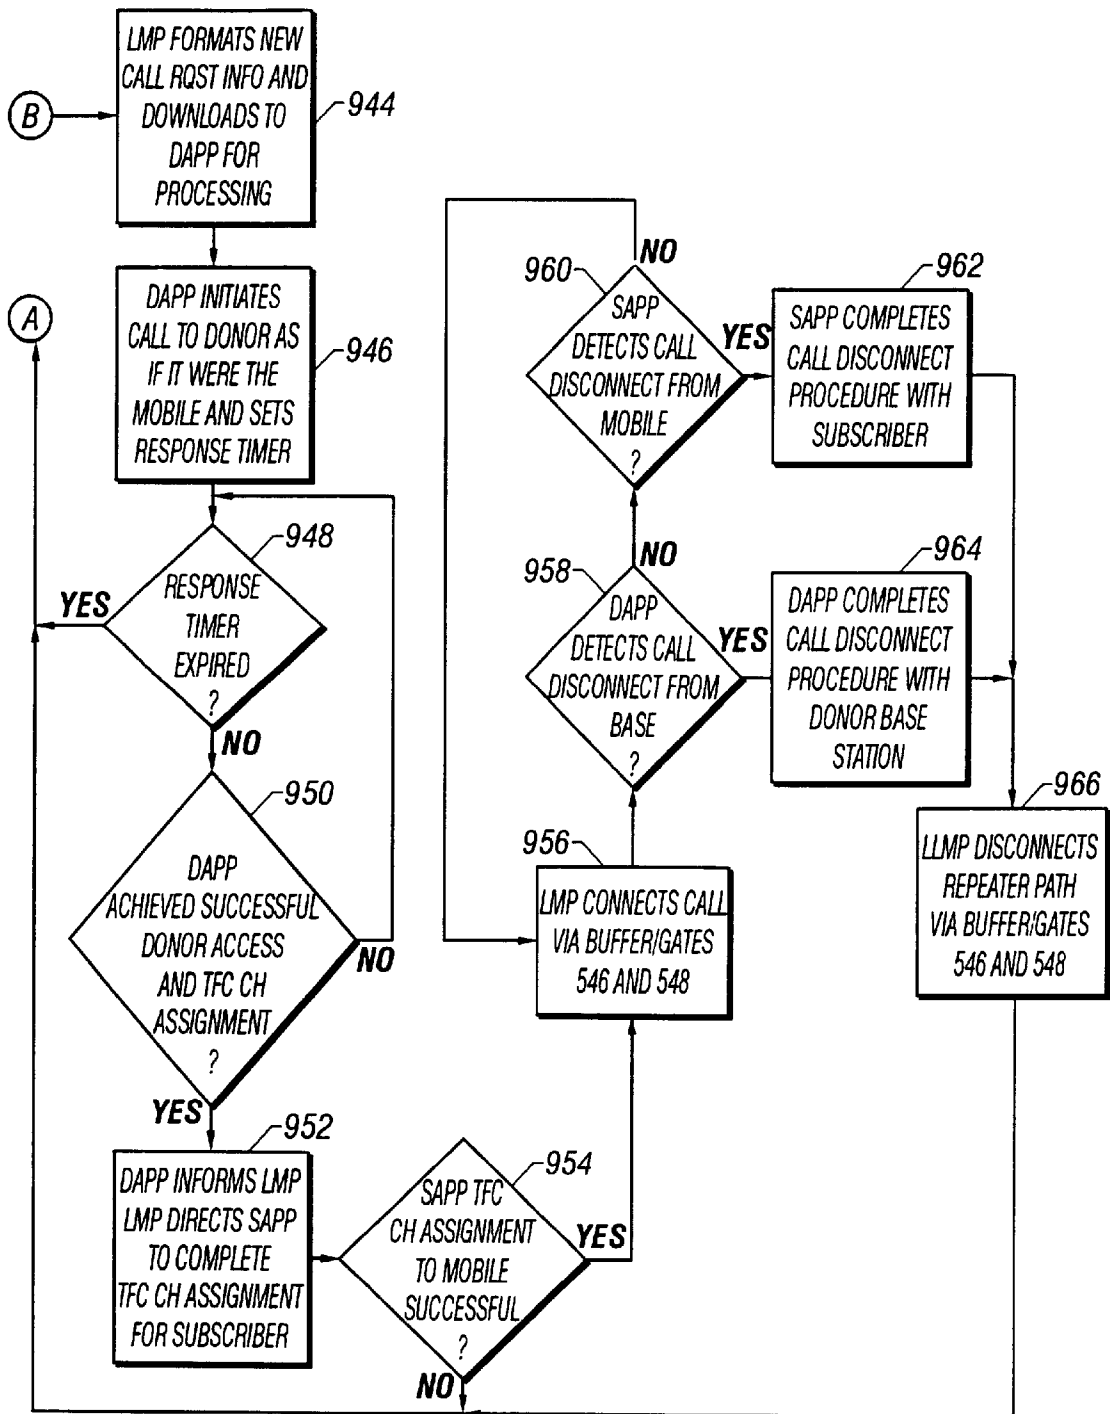 B
LMP FORMATS NEW
CALL RQST INFO AND
DOWNLOADS TO
DAPP FOR
PROCESSING
944
A
DAPP INITIATES
CALL TO DONOR AS
IF IT WERE THE
MOBILE AND SETS
RESPONSE TIMER
946
948
RESPONSE
TIMER
EXPIRED
?
YES
NO
950
DAPP
ACHIEVED SUCCESSFUL
DONOR ACCESS
AND TFC CH
ASSIGNMENT
?
NO
YES
952
DAPP INFORMS LMP
LMP DIRECTS SAPP
TO COMPLETE
TFC CH ASSIGNMENT
FOR SUBSCRIBER
954
SAPP TFC
CH ASSIGNMENT
TO MOBILE
SUCCESSFUL
?
YES
NO
956
LMP CONNECTS CALL
VIA BUFFER/GATES
546 AND 548
958
DAPP
DETECTS CALL
DISCONNECT FROM
BASE
?
NO
YES
960
SAPP
DETECTS CALL
DISCONNECT FROM
MOBILE
?
NO
YES
962
SAPP COMPLETES
CALL DISCONNECT
PROCEDURE WITH
SUBSCRIBER
964
DAPP COMPLETES
CALL DISCONNECT
PROCEDURE WITH
DONOR BASE
STATION
966
LLMP DISCONNECTS
REPEATER PATH
VIA BUFFER/GATES
546 AND 548